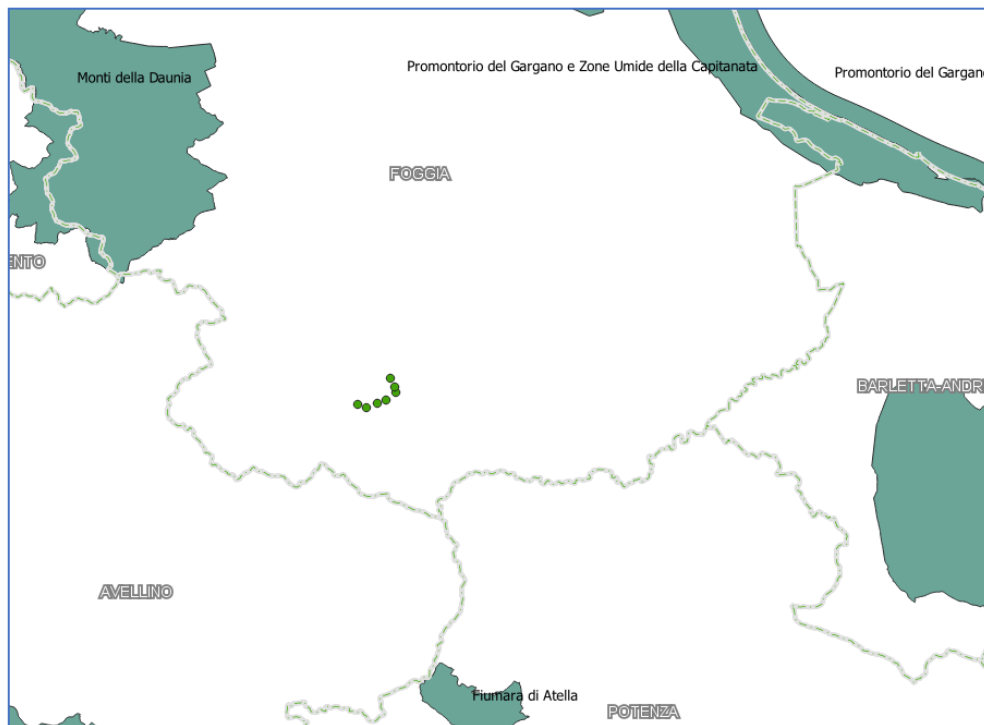 Promontorio del Gargano e Zone Umide della Capitanata
Promontorio del Gargano
Monti della Daunia
FOGGIA
ENTO
BARLETTA-ANDRI
AVELLINO
Fiumara di Atella
POTENZA